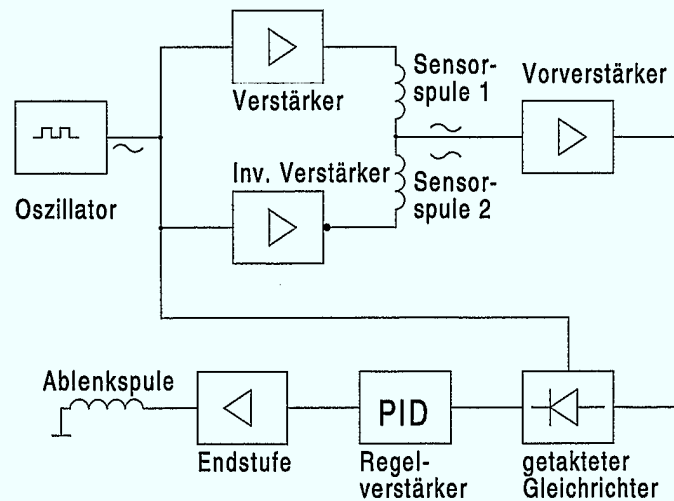 Verstärker
Sensor-
spule 1
Vorverstärker
Oszillator
Inv. Verstärker
Sensor-
spule 2
Ablenkspule
Endstufe
PID
Regel-
verstärker
getakteter
Gleichrichter